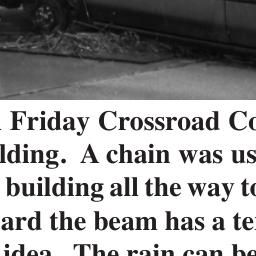 Friday Crossroad Co
lding. A chain was us
building all the way to
ard the beam has a te
idea. The rain can be